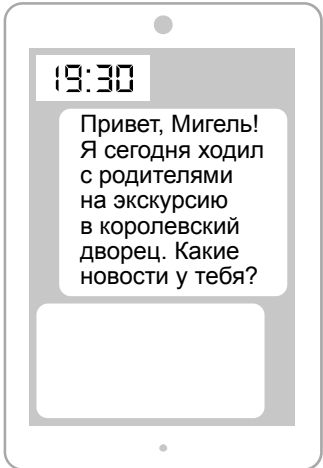 19:30
Привет, Мигель!
Я сегодня ходил
с родителями
на экскурсию
в королевский
дворец. Какие
новости у тебя?